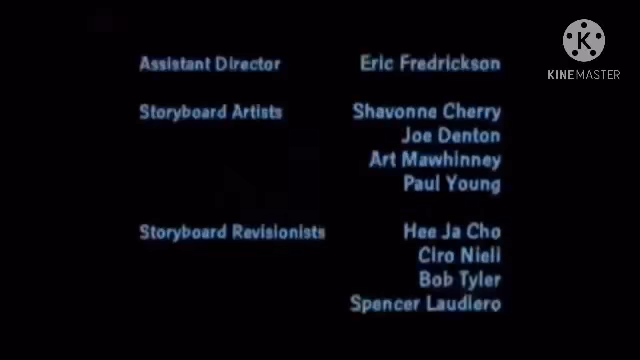 Assistant Director Eric Fredrickson
KINEMASTER
Storyboard Artists Shavonne Cherry
Joe Denton
Art Mawhinney
Paul Young
Storyboard Revisionists Hee Ja Cho
Ciro Nieli
Bob Tyler
Spencer Laudiero